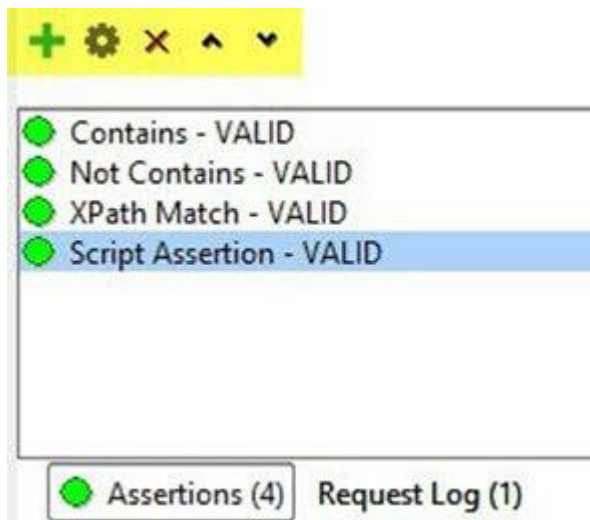 Contains - VALID
Not Contains - VALID
XPath Match - VALID
Script Assertion - VALID
Assertions (4) Request Log (1)